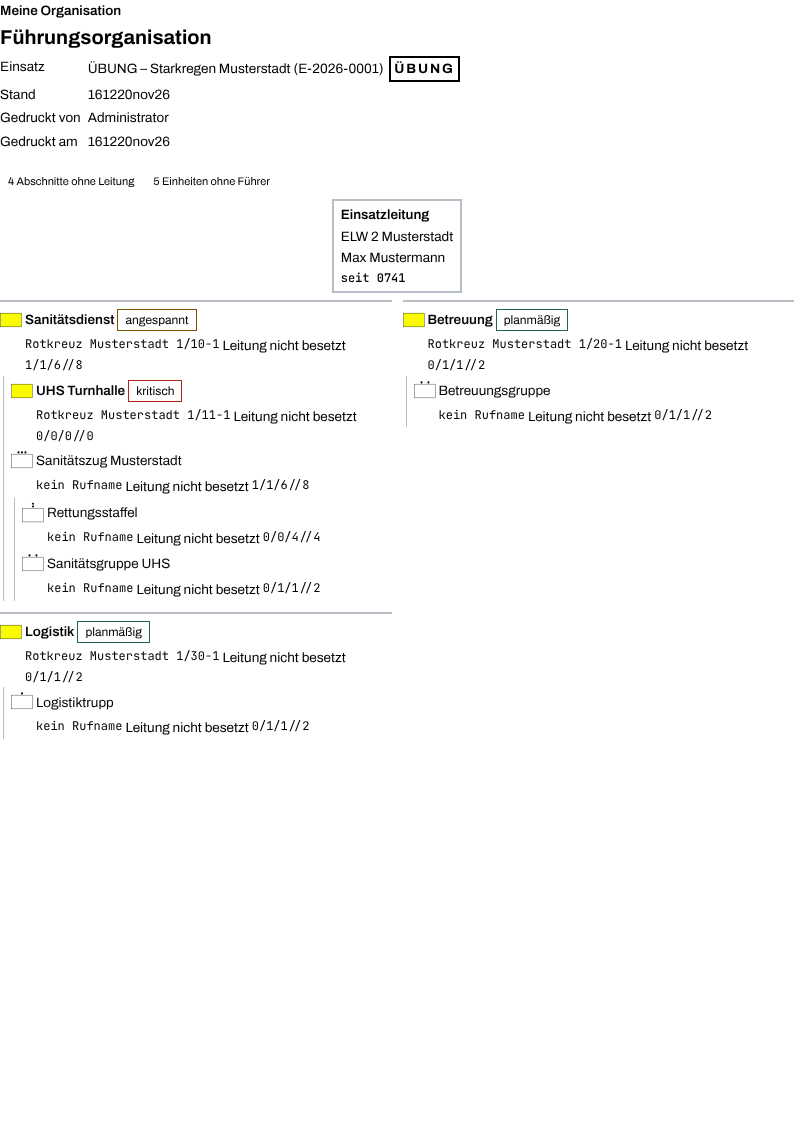 Meine Organisation
Führungsorganisation
Einsatz ÜBUNG – Starkregen Musterstadt (E-2026-0001) ÜBUNG
Stand 161220nov26
Gedruckt von Administrator
Gedruckt am 161220nov26
4 Abschnitte ohne Leitung 5 Einheiten ohne Führer
Einsatzleitung
ELW 2 Musterstadt
Max Mustermann
seit 0741
Sanitätsdienst angespannt
Rotkreuz Musterstadt 1/10-1 Leitung nicht besetzt
1/1/6//8
UHS Turnhalle kritisch
Rotkreuz Musterstadt 1/11-1 Leitung nicht besetzt
0/0/0//0
Sanitätszug Musterstadt
kein Rufname Leitung nicht besetzt 1/1/6//8
Rettungsstaffel
kein Rufname Leitung nicht besetzt 0/0/4//4
Sanitätsgruppe UHS
kein Rufname Leitung nicht besetzt 0/1/1//2
Betreuung planmäßig
Rotkreuz Musterstadt 1/20-1 Leitung nicht besetzt
0/1/1//2
Betreuungsgruppe
kein Rufname Leitung nicht besetzt 0/1/1//2
Logistik planmäßig
Rotkreuz Musterstadt 1/30-1 Leitung nicht besetzt
0/1/1//2
Logistiktrupp
kein Rufname Leitung nicht besetzt 0/1/1//2